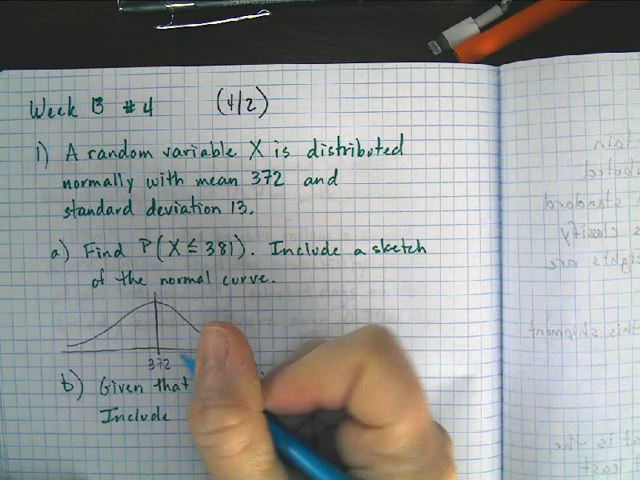 Week 13 #4 (4/2)
1) A random variable X is distributed
normally with mean 372 and
standard deviation 13.
a) Find P(X ≤ 381). Include a sketch
of the normal curve.
372
b) Given that
Include